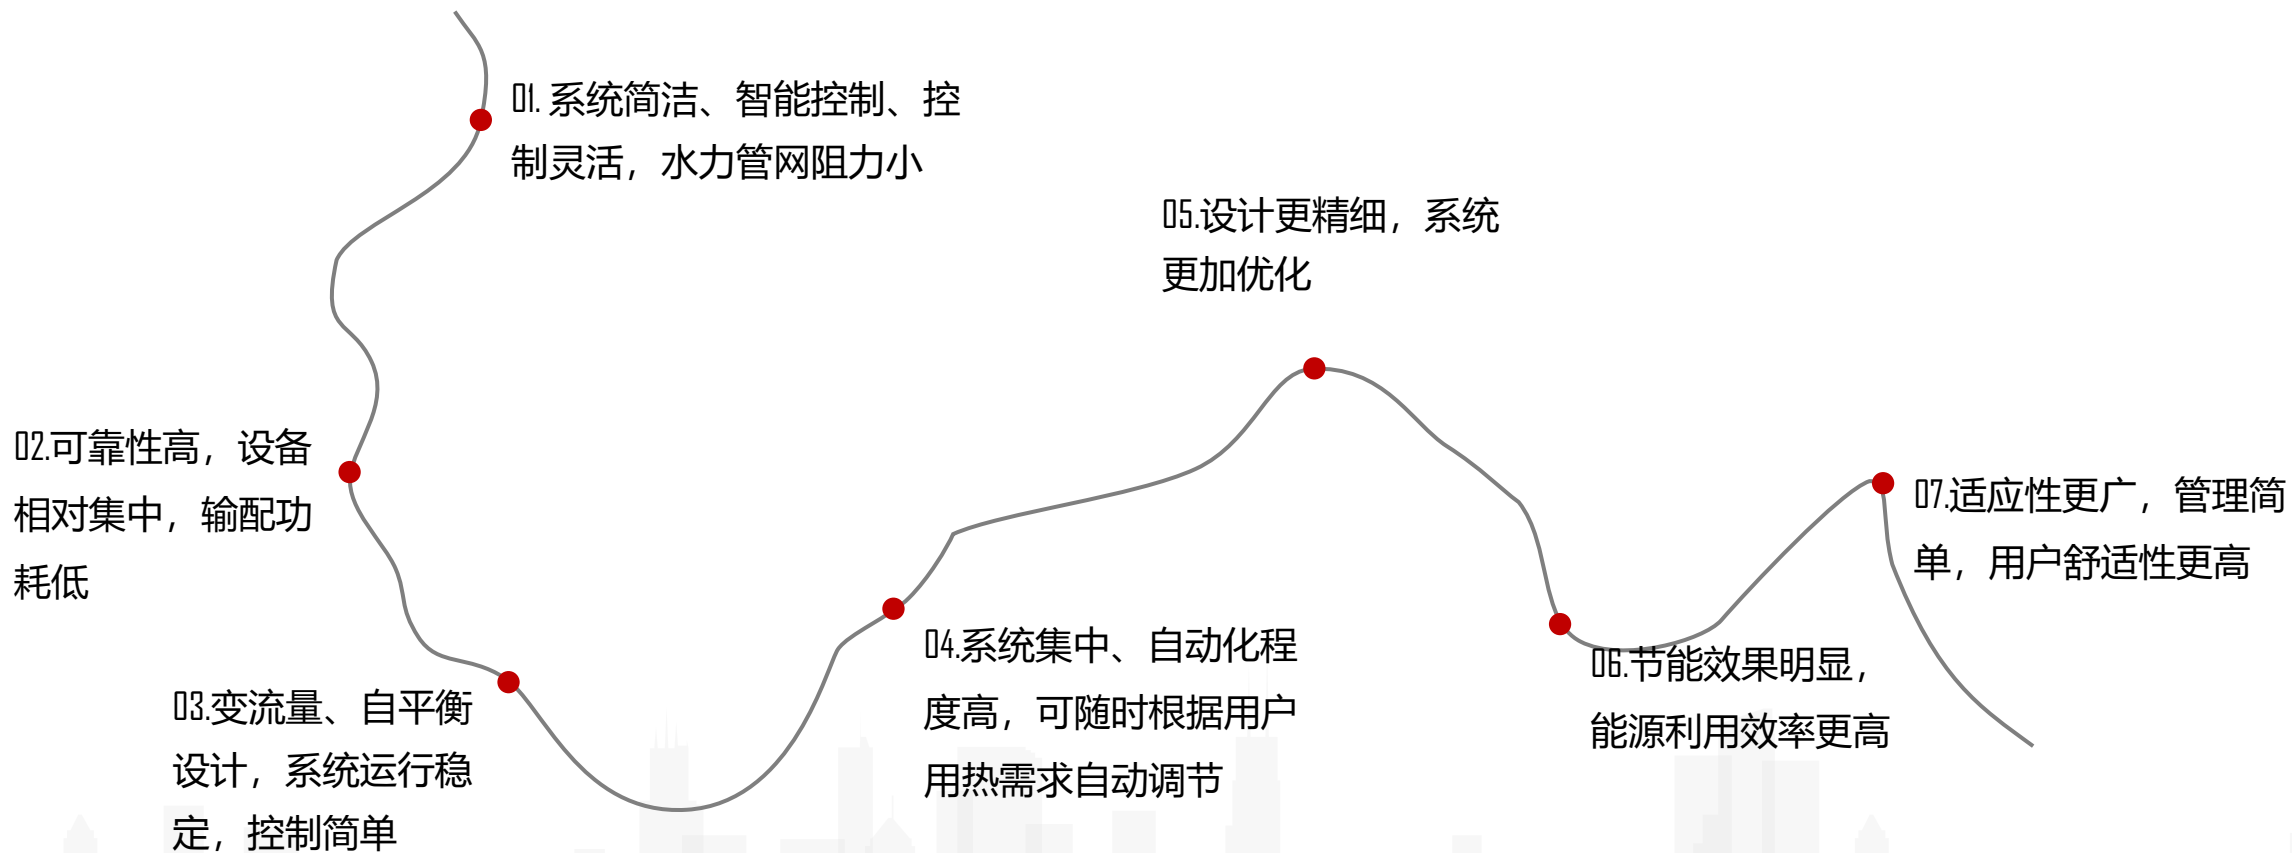 01. 系统简洁、智能控制、控
制灵活，水力管网阻力小
02.可靠性高，设备
相对集中，输配功
耗低
03.变流量、自平衡
设计，系统运行稳
定，控制简单
04.系统集中、自动化程
度高，可随时根据用户
用热需求自动调节
05.设计更精细，系统
更加优化
06.节能效果明显，
能源利用效率更高
07.适应性更广，管理简
单，用户舒适性更高